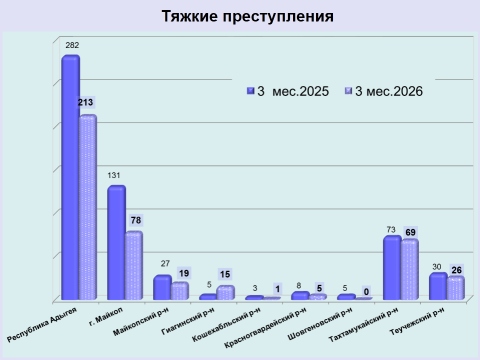 Тяжкие преступления
3 мес.2025
3 мес.2026
282
213
131
78
27
19
5
15
3
1
8
5
5
0
73
69
30
26
Республика Адыгея
г. Майкоп
Майкопский р-н
Гиагинский р-н
Кошехабльский р-н
Красногвардейский р-н
Шовгеновский р-н
Тахтамукайский р-н
Теучежский р-н